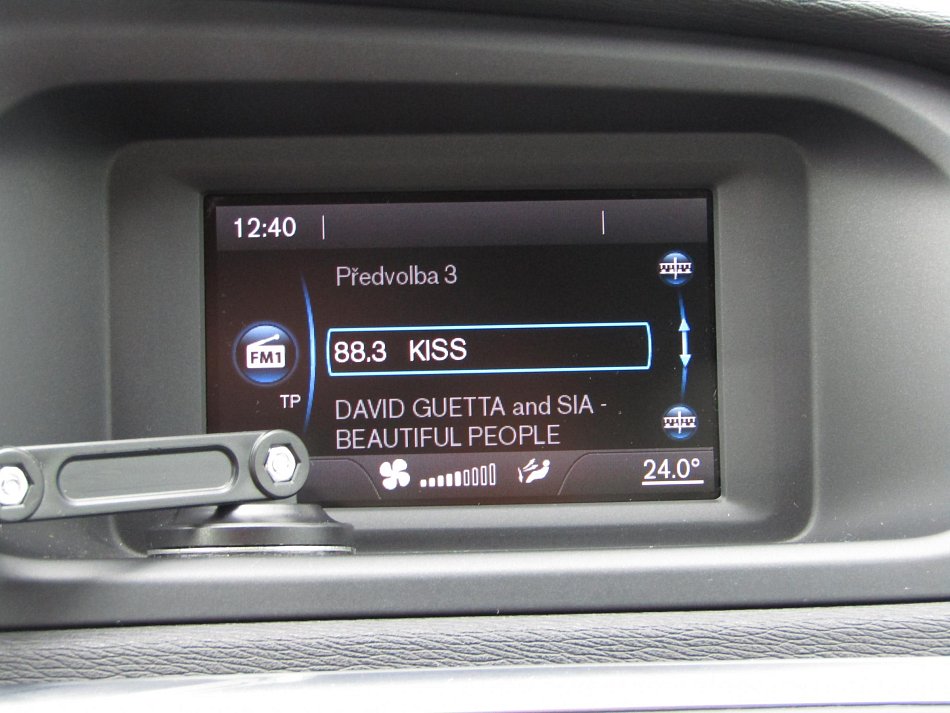 12:40
Předvolba 3
FM1
88.3 KISS
TP
DAVID GUETTA and SIA -
BEAUTIFUL PEOPLE
24.0°